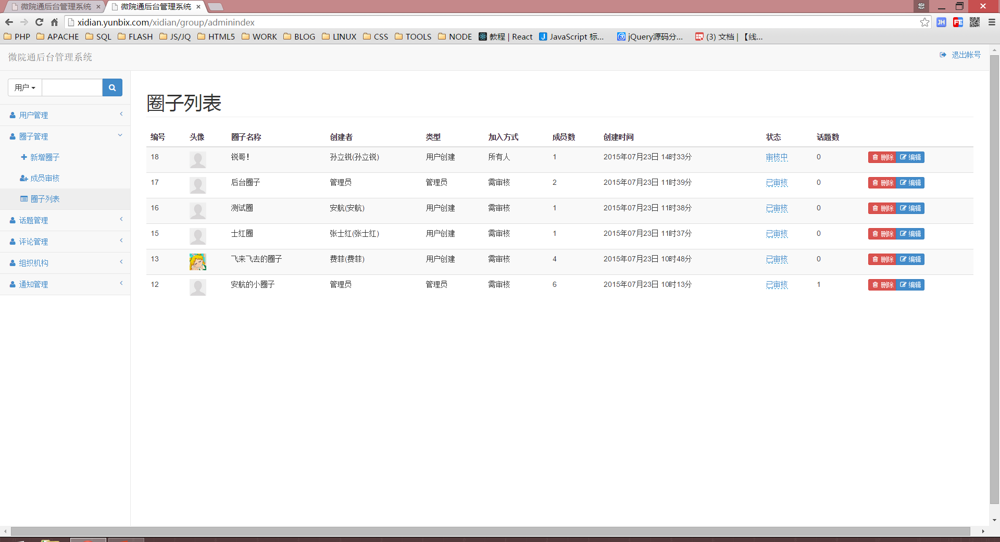 微院通后台管理系统
微院通后台管理系统
您
xidian.yunbix.com/xidian/group/adminindex
JH FE
PHP APACHE SQL FLASH JS/JQ HTML5 WORK BLOG LINUX CSS TOOLS NODE 教程 | React JavaScript 标... jQuery源码分... (3) 文档 | 【线...
微院通后台管理系统
退出帐号
用户
用户管理
圈子管理
新增圈子
成员审核
圈子列表
话题管理
评论管理
组织机构
通知管理
圈子列表
编号 头像 圈子名称 创建者 类型 加入方式 成员数 创建时间 状态 话题数
18 锐哥! 孙立锐(孙立锐) 用户创建 所有人 1 2015年07月23日 14时33分 审核中 0 删除 编辑
17 后台圈子 管理员 管理员 需审核 2 2015年07月23日 11时39分 已审核 0 删除 编辑
16 测试圈 安航(安航) 用户创建 需审核 1 2015年07月23日 11时38分 已审核 0 删除 编辑
15 士红圈 张士红(张士红) 用户创建 需审核 1 2015年07月23日 11时37分 已审核 0 删除 编辑
13 飞来飞去的圈子 费菲(费菲) 用户创建 需审核 4 2015年07月23日 10时48分 已审核 0 删除 编辑
12 安航的小圈子 管理员 管理员 需审核 6 2015年07月23日 10时13分 已审核 1 删除 编辑